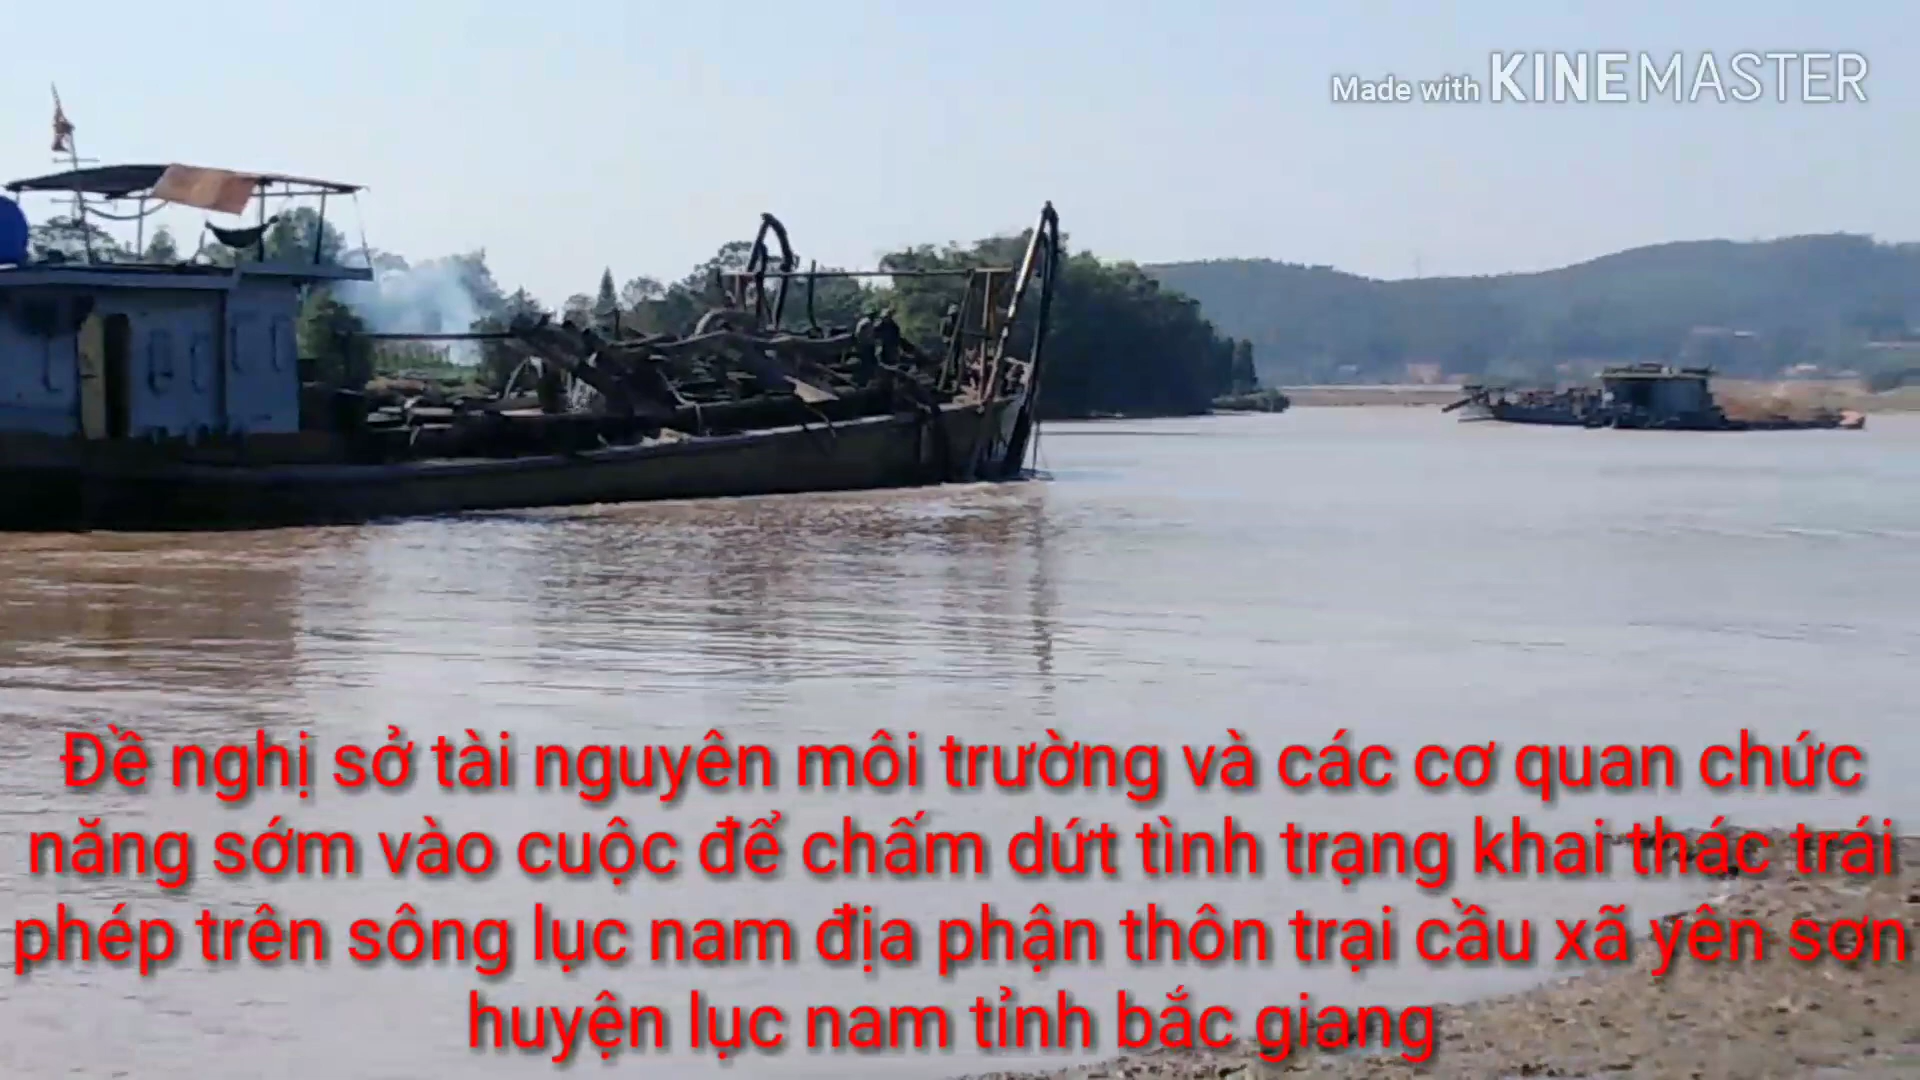 Made with KINEMASTER
Đề nghị sở tài nguyên môi trường và các cơ quan chức
năng sớm vào cuộc để chấm dứt tình trạng khai thác trái
phép trên sông lục nam địa phận thôn trại cầu xã yên sơn
huyện lục nam tỉnh bắc giang